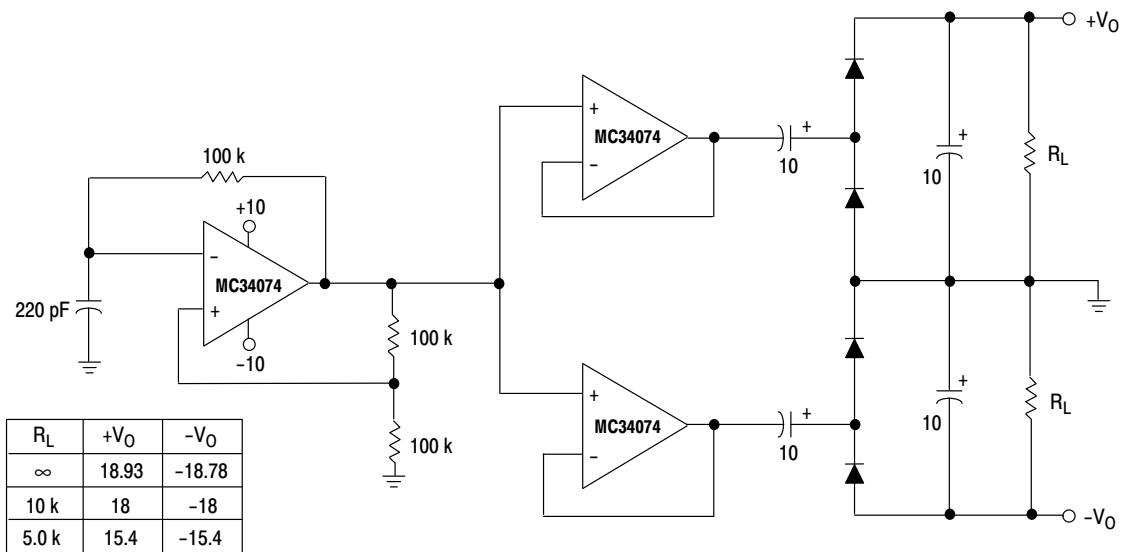 +VO
MC34074
+
-
+
10
+
10
RL
100 k
+10
-
MC34074
+
220 pF
-10
100 k
100 k
+
MC34074
-
+
10
+
10
RL
-VO
RL +VO -VO
∞ 18.93 -18.78
10 k 18 -18
5.0 k 15.4 -15.4